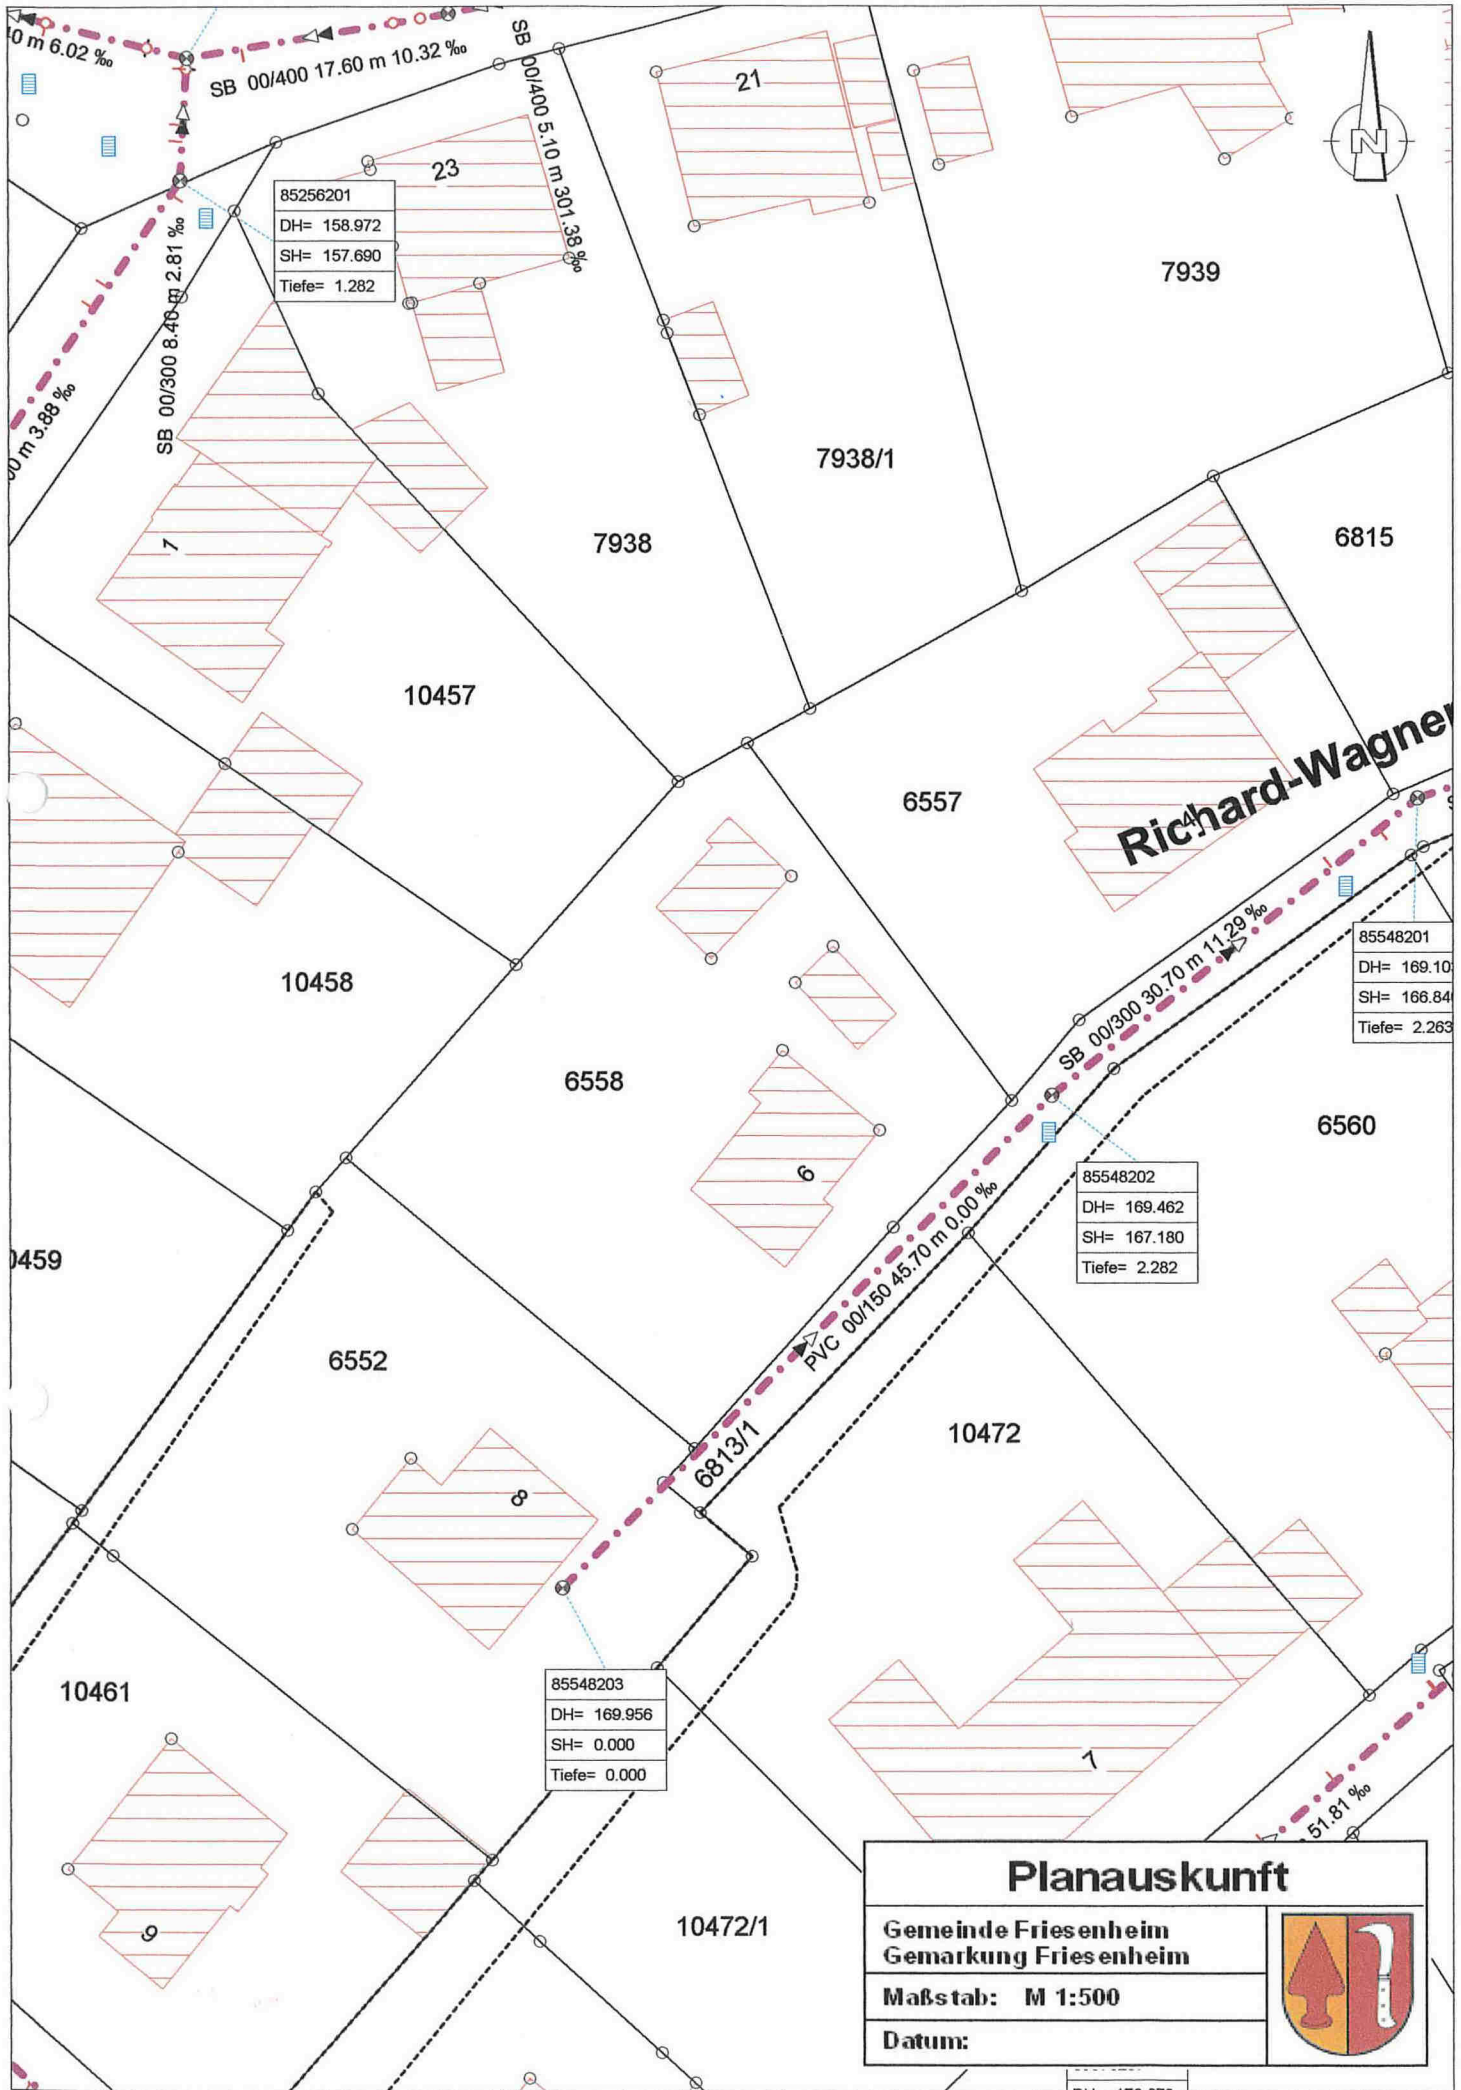 0 m 6.02 ‰
SB 00/400 17.60 m 10.32 ‰
SB 00/400 5.10 m 301.38 ‰
21
23
85256201
DH= 158.972
SH= 157.690
Tiefe= 1.282
N
7939
SB 00/300 8.40 m 2.81 ‰
00 m 3.88 ‰
7938/1
7938
6815
1
10457
6557
Richard-Wagner
4
10458
85548201
DH= 169.10
SH= 166.84
Tiefe= 2.263
SB 00/300 30.70 m 11.29 ‰
6558
6560
6
85548202
DH= 169.462
SH= 167.180
Tiefe= 2.282
0459
PVC 00/150 45.70 m 0.00 ‰
6552
6813/1
10472
8
85548203
DH= 169.956
SH= 0.000
Tiefe= 0.000
10461
7
51.81 ‰
9
10472/1
Planauskunft
Gemeinde Friesenheim
Gemarkung Friesenheim
Maßstab: M 1:500
Datum: